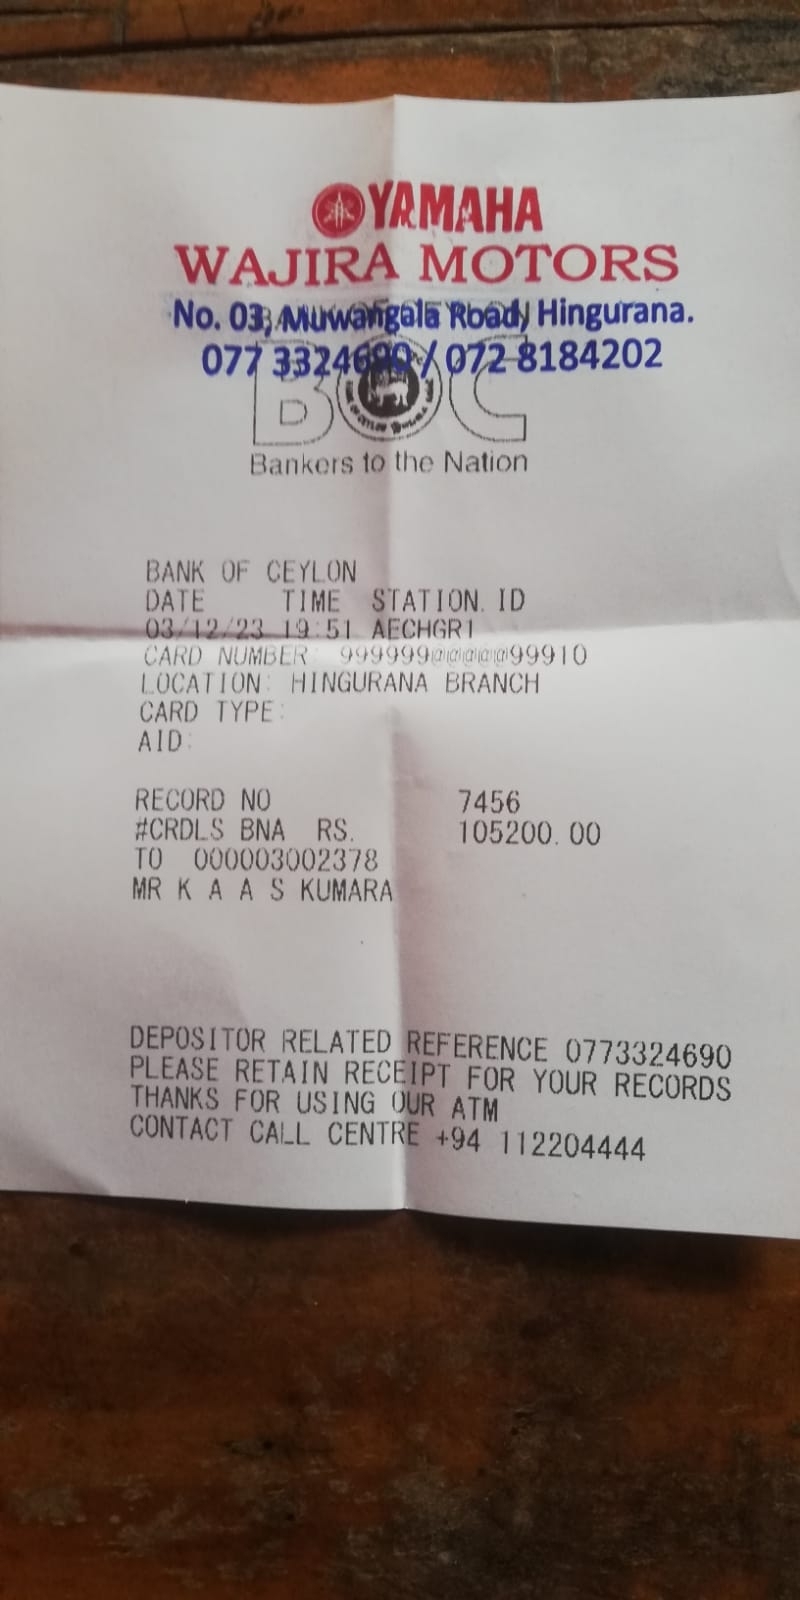 YAMAHA
WAJIRA MOTORS
No. 03, Muwangala Road, Hingurana.
077 3324690 / 072 8184202
BOC
Bankers to the Nation
BANK OF CEYLON
DATE TIME STATION. ID
03/12/23 19:51 AECHGR1
CARD NUMBER: 999999@@@@@99910
LOCATION: HINGURANA BRANCH
CARD TYPE:
AID:
RECORD NO 7456
#CRDLS BNA RS. 105200.00
TO 000003002378
MR K A A S KUMARA
DEPOSITOR RELATED REFERENCE 0773324690
PLEASE RETAIN RECEIPT FOR YOUR RECORDS
THANKS FOR USING OUR ATM
CONTACT CALL CENTRE +94 112204444